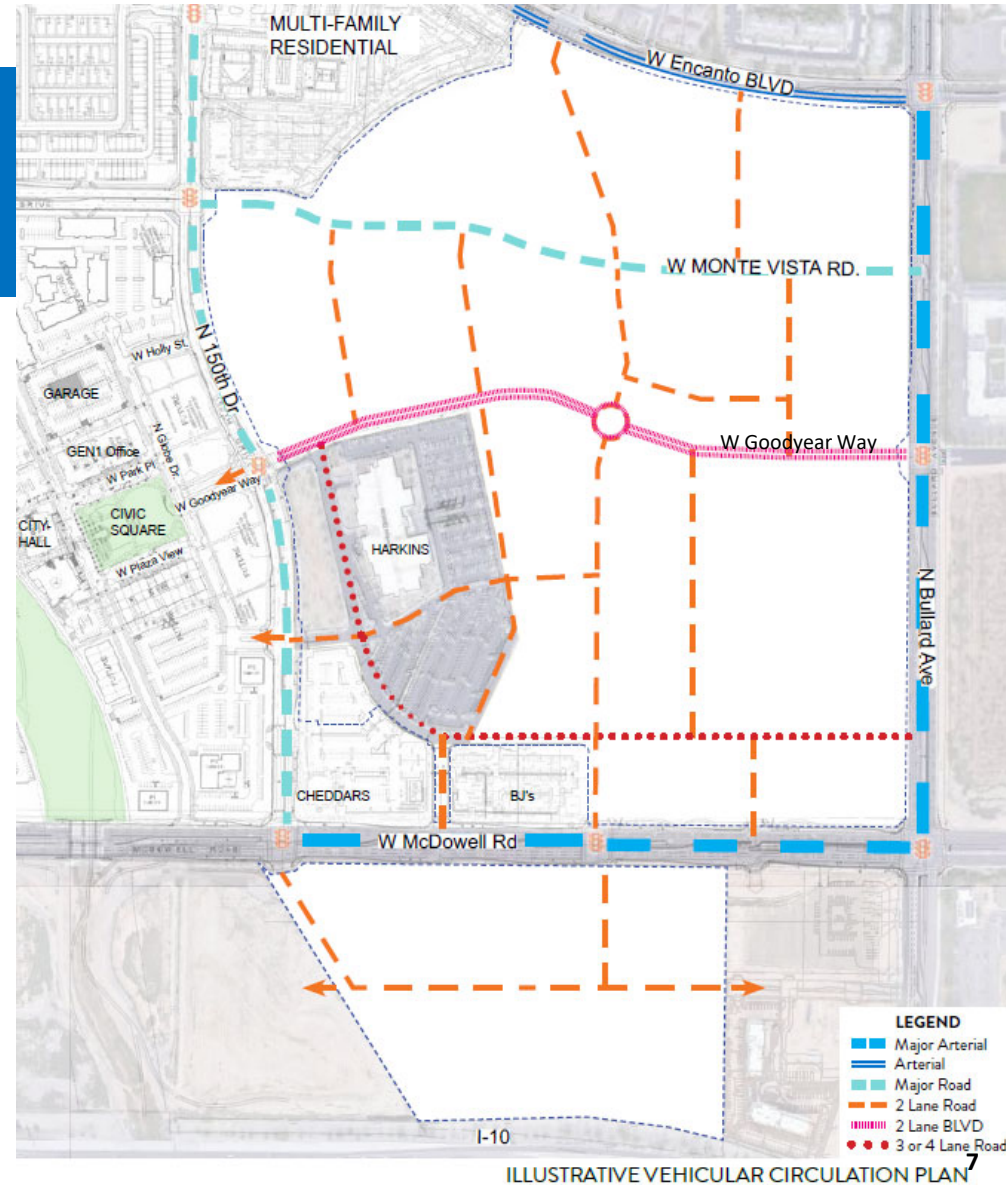 MULTI-FAMILY
RESIDENTIAL
W Encanto BLVD
W MONTE VISTA RD.
W Holly St.
N 150th Dr
GARAGE
N Globe Dr
GEN1 Office
W Park Pl
W Goodyear Way
W Goodyear Way
CIVIC
SQUARE
CITY-
HALL
W Plaza View
HARKINS
N Bullard Ave
CHEDDARS
BJ's
W McDowell Rd
I-10
LEGEND
Major Arterial
Arterial
Major Road
2 Lane Road
2 Lane BLVD
3 or 4 Lane Road
ILLUSTRATIVE VEHICULAR CIRCULATION PLAN
7